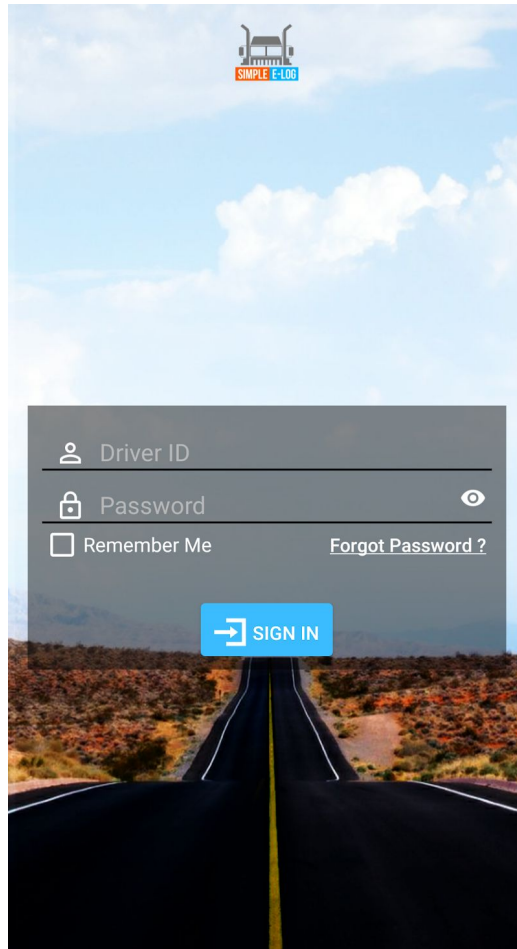 SIMPLE E-LOG
Driver ID
Password
Remember Me Forgot Password ?
SIGN IN